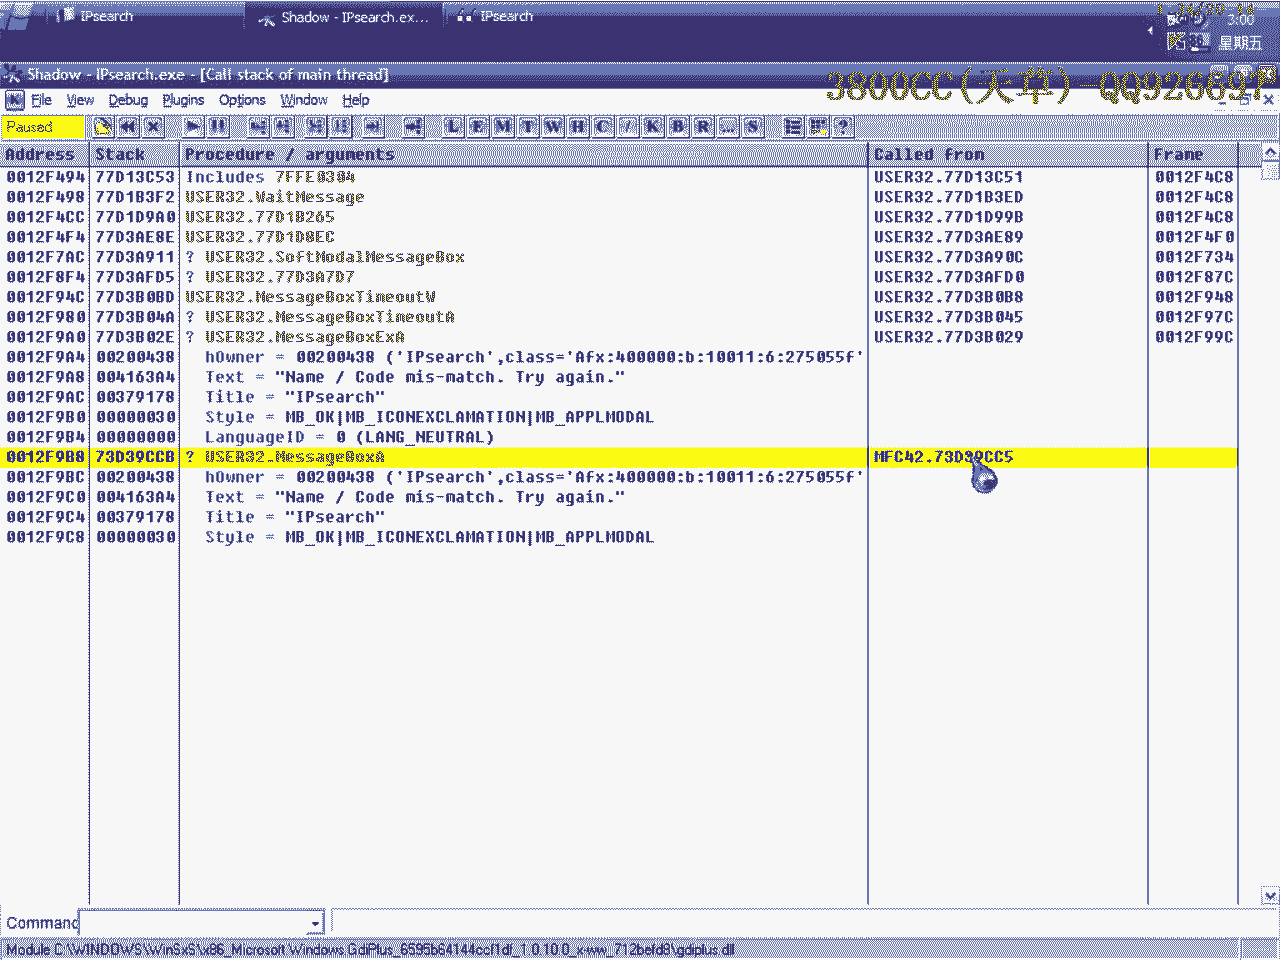 IPsearch
Shadow - IPsearch.ex...
IPsearch
3:00
星期五
Shadow - IPsearch.exe - [Call stack of main thread]
File View Debug Plugins Options Window Help
Paused
L E M T W H C / K B R ... S
?
Address Stack Procedure / arguments Called from Frame
0012F494 77D13C53 Includes 7FFE0304 USER32.77D13C51 0012F4C8
0012F498 77D1B3F2 USER32.WaitMessage USER32.77D1B3ED 0012F4C8
0012F4CC 77D1D9A0 USER32.77D1B265 USER32.77D1D99B 0012F4C8
0012F4F4 77D3AE8E USER32.77D1D8EC USER32.77D3AE89 0012F4F0
0012F7AC 77D3A911 ? USER32.SoftModalMessageBox USER32.77D3A90C 0012F734
0012F8F4 77D3AFD5 ? USER32.77D3A7D7 USER32.77D3AFD0 0012F87C
0012F94C 77D3B0BD USER32.MessageBoxTimeoutW USER32.77D3B0B8 0012F948
0012F980 77D3B04A ? USER32.MessageBoxTimeoutA USER32.77D3B045 0012F97C
0012F9A0 77D3B02E ? USER32.MessageBoxExA USER32.77D3B029 0012F99C
0012F9A4 00200438 hOwner = 00200438 ('IPsearch',class='Afx:400000:b:10011:6:275055f'
0012F9A8 004163A4 Text = "Name / Code mis-match. Try again."
0012F9AC 00379178 Title = "IPsearch"
0012F9B0 00000030 Style = MB_OK|MB_ICONEXCLAMATION|MB_APPLMODAL
0012F9B4 00000000 LanguageID = 0 (LANG_NEUTRAL)
0012F9B8 73D39CCB ? USER32.MessageBoxA MFC42.73D39CC5
0012F9BC 00200438 hOwner = 00200438 ('IPsearch',class='Afx:400000:b:10011:6:275055f'
0012F9C0 004163A4 Text = "Name / Code mis-match. Try again."
0012F9C4 00379178 Title = "IPsearch"
0012F9C8 00000030 Style = MB_OK|MB_ICONEXCLAMATION|MB_APPLMODAL
Command
Module C:\WINDOWS\WinSxS\x86_Microsoft.Windows.GdiPlus_6595b64144ccf1df_1.0.10.0_x-ww_712befd8\gdiplus.dll